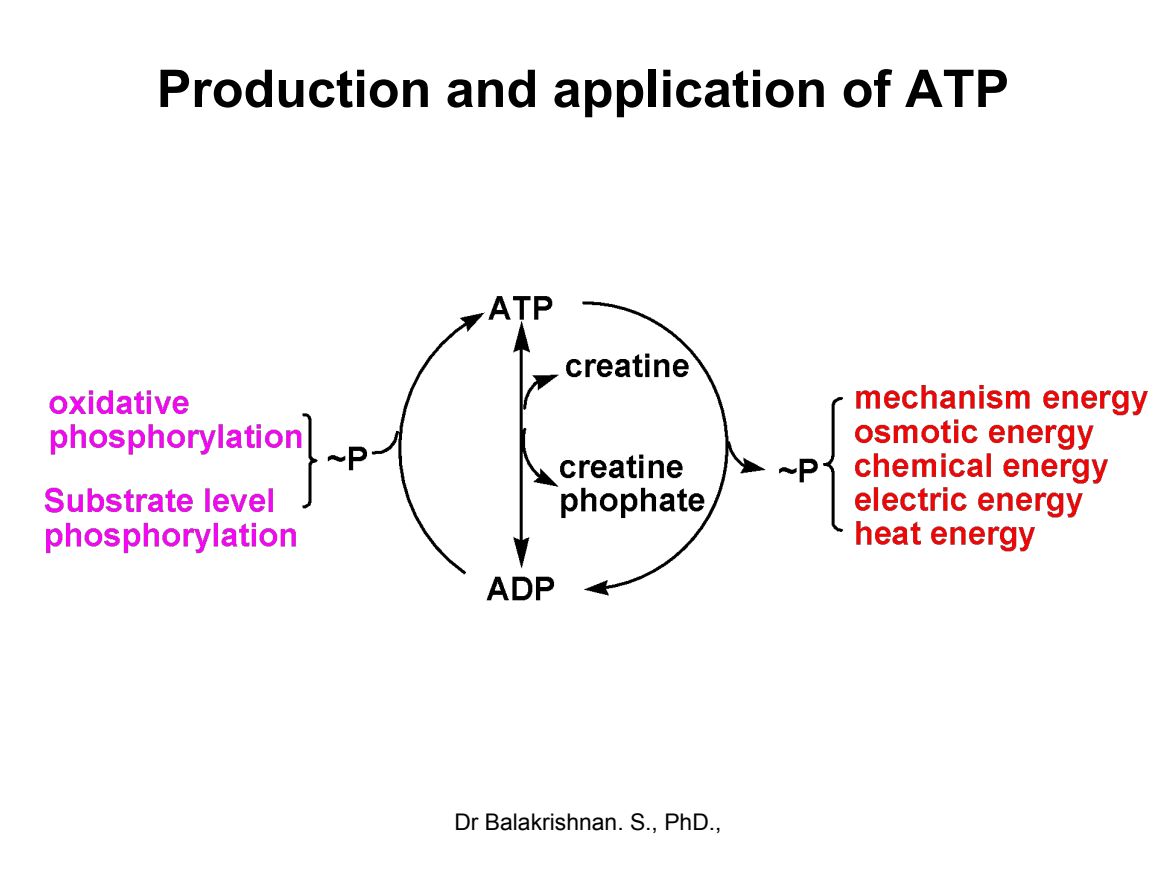 Production and application of ATP
ATP
creatine
oxidative
phosphorylation
~P
Substrate level
phosphorylation
creatine
phophate
~P
mechanism energy
osmotic energy
chemical energy
electric energy
heat energy
ADP
Dr Balakrishnan. S., PhD.,